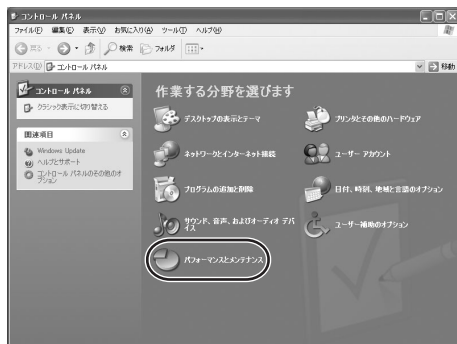 コントロール パネル
ファイル(F) 編集(E) 表示(V) お気に入り(A) ツール(T) ヘルプ(H)
戻る 検索 フォルダ
アドレス(D) コントロール パネル 移動
コントロール パネル
クラシック表示に切り替える
関連項目
Windows Update
ヘルプとサポート
コントロール パネルのその他のオプション
作業する分野を選びます
デスクトップの表示とテーマ
プリンタとその他のハードウェア
ネットワークとインターネット接続
ユーザー アカウント
プログラムの追加と削除
日付、時刻、地域と言語のオプション
サウンド、音声、およびオーディオ デバ
イス
ユーザー補助のオプション
パフォーマンスとメンテナンス